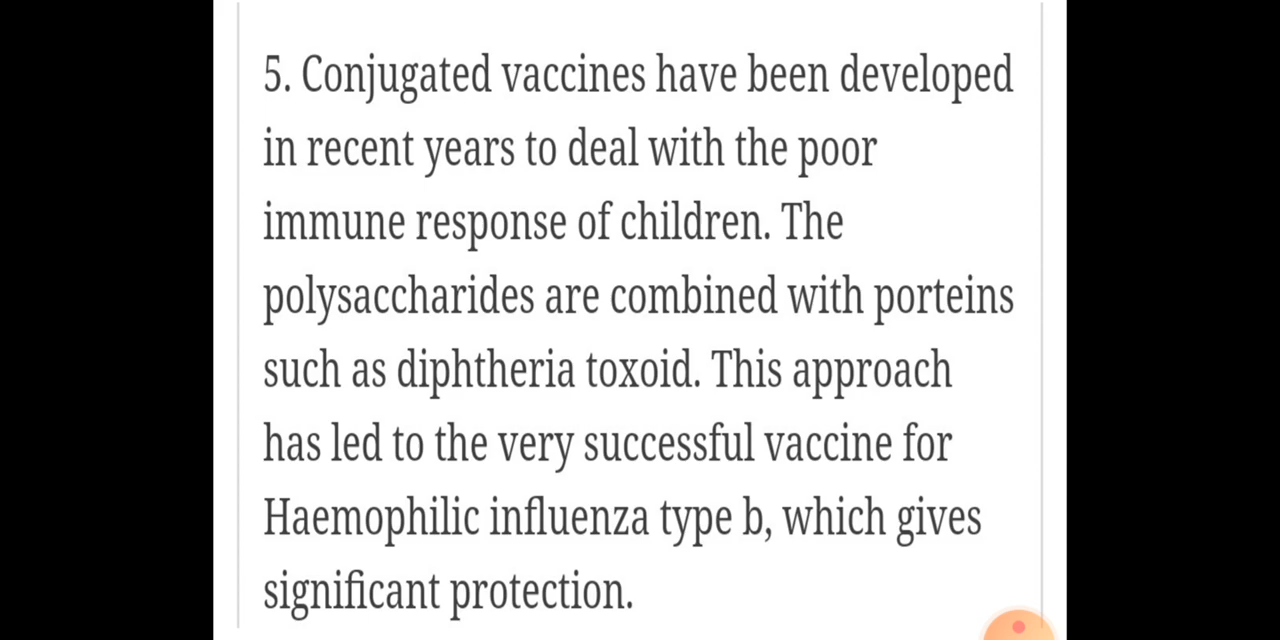 5. Conjugated vaccines have been developed
in recent years to deal with the poor
immune response of children. The
polysaccharides are combined with porteins
such as diphtheria toxoid. This approach
has led to the very successful vaccine for
Haemophilic influenza type b, which gives
significant protection.